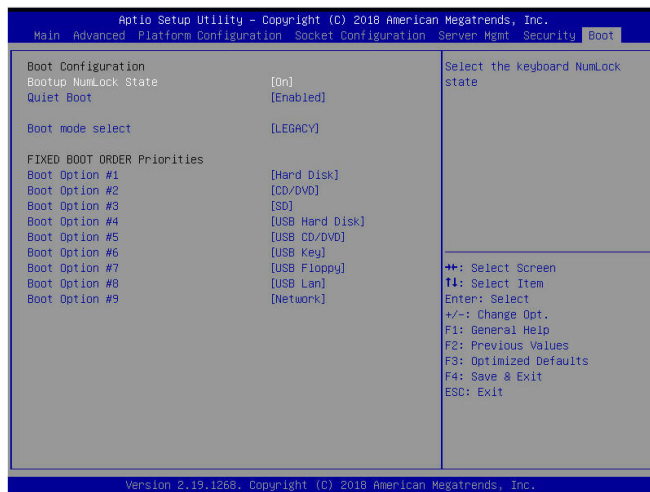 Aptio Setup Utility – Copyright (C) 2018 American Megatrends, Inc.
Main Advanced Platform Configuration Socket Configuration Server Mgmt Security Boot
Boot Configuration
Bootup NumLock State [On]
Quiet Boot [Enabled]
Boot mode select [LEGACY]
FIXED BOOT ORDER Priorities
Boot Option #1 [Hard Disk]
Boot Option #2 [CD/DVD]
Boot Option #3 [SD]
Boot Option #4 [USB Hard Disk]
Boot Option #5 [USB CD/DVD]
Boot Option #6 [USB Key]
Boot Option #7 [USB Floppy]
Boot Option #8 [USB Lan]
Boot Option #9 [Network]
Select the keyboard NumLock
state
→←: Select Screen
↑↓: Select Item
Enter: Select
+/-: Change Opt.
F1: General Help
F2: Previous Values
F3: Optimized Defaults
F4: Save & Exit
ESC: Exit
Version 2.19.1268. Copyright (C) 2018 American Megatrends, Inc.